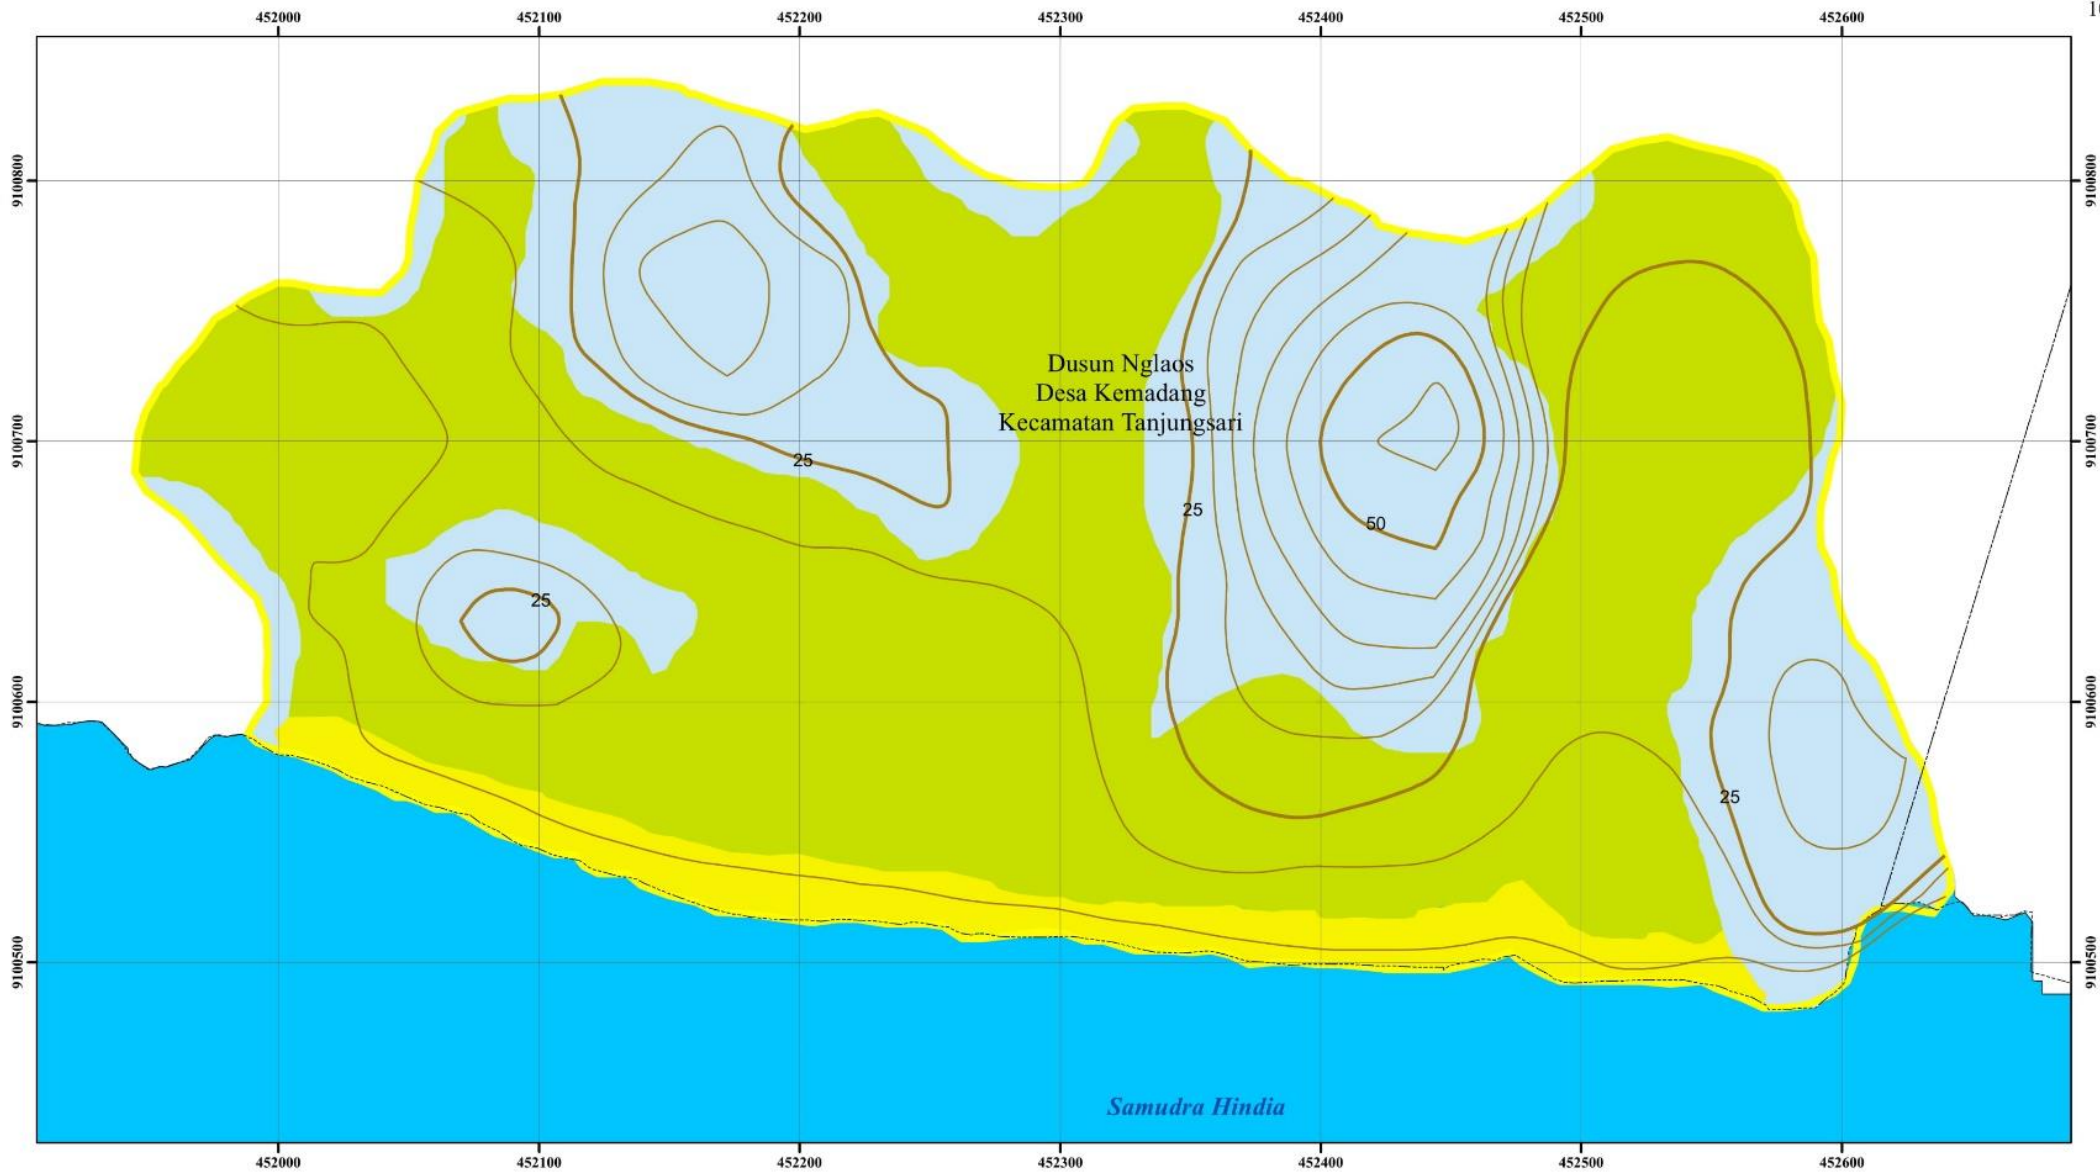 452000 452100 452200 452300 452400 452500 452600
9100800 9100800
Dusun Nglaos
Desa Kemadang
Kecamatan Tanjungsari
9100700 9100700
25
25
50
25
9100600 9100600
25
9100500 9100500
Samudra Hindia
452000 452100 452200 452300 452400 452500 452600